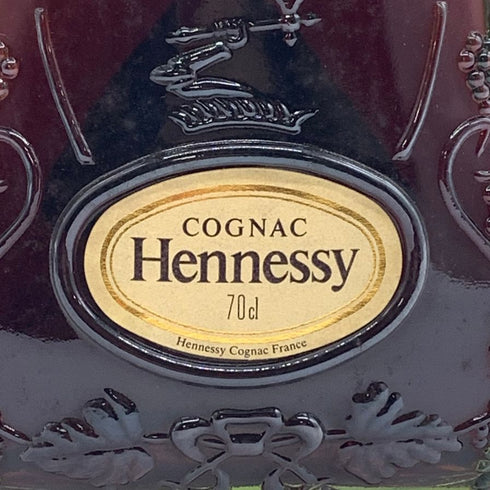 COGNAC
Hennessy
70cl
Hennessy Cognac France